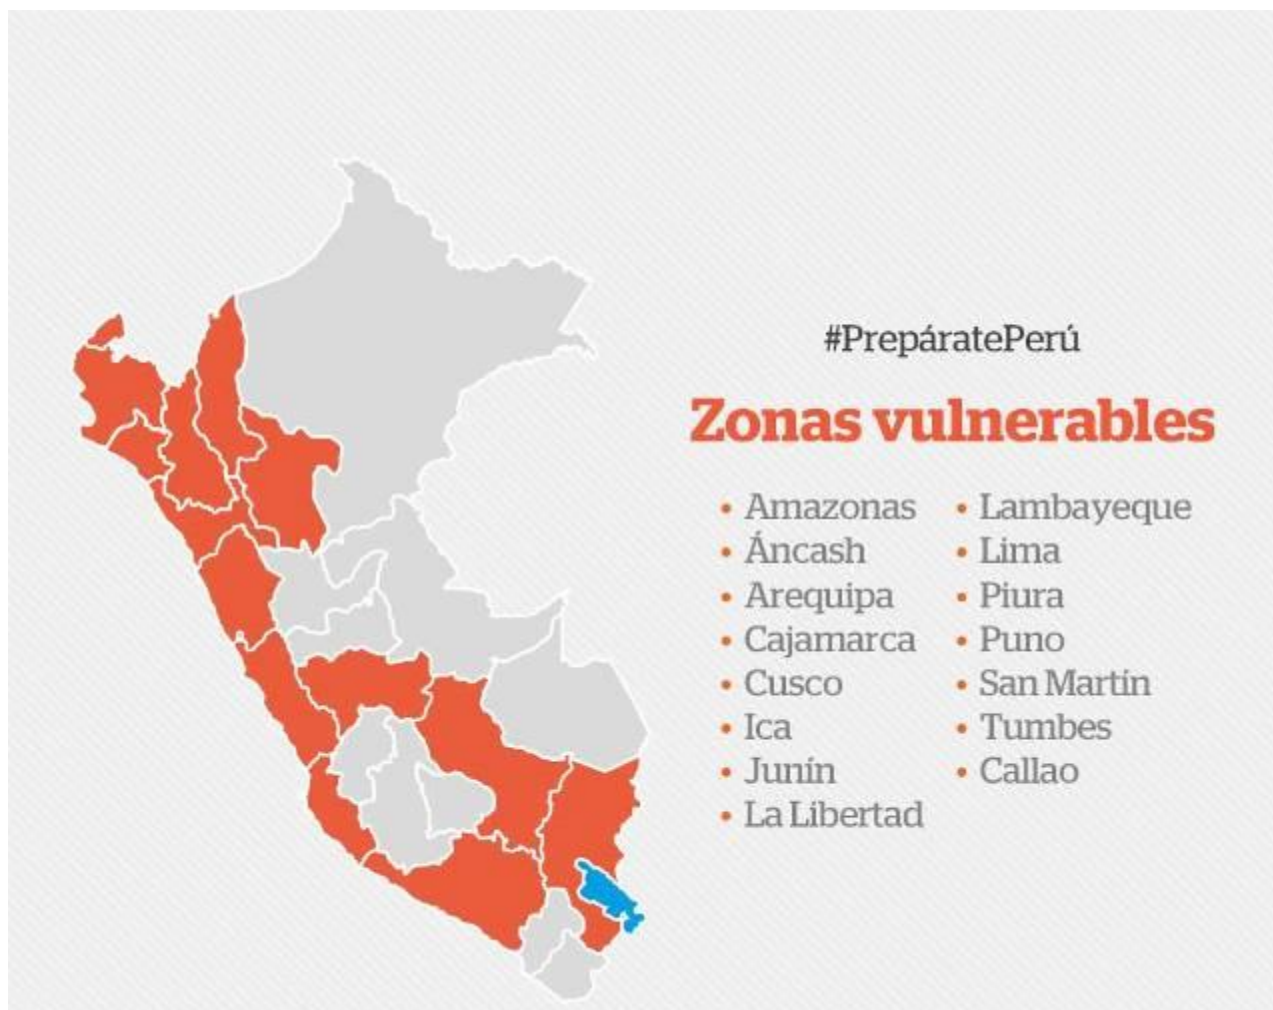 #PrepáratePerú
Zonas vulnerables
• Amazonas
• Áncash
• Arequipa
• Cajamarca
• Cusco
• Ica
• Junín
• La Libertad
• Lambayeque
• Lima
• Piura
• Puno
• San Martín
• Tumbes
• Callao